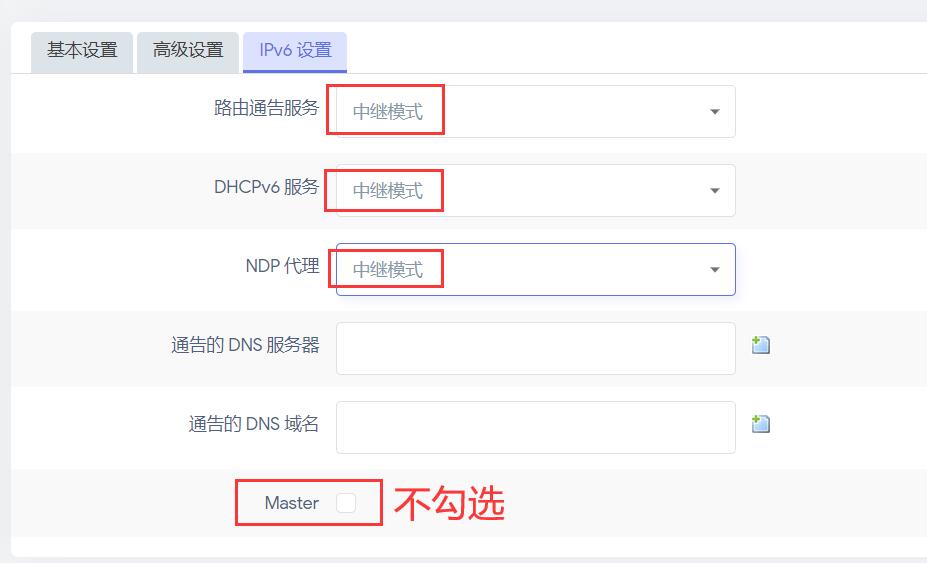 基本设置 高级设置 IPv6 设置
路由通告服务 中继模式
DHCPv6 服务 中继模式
NDP 代理 中继模式
通告的 DNS 服务器
通告的 DNS 域名
Master 不勾选